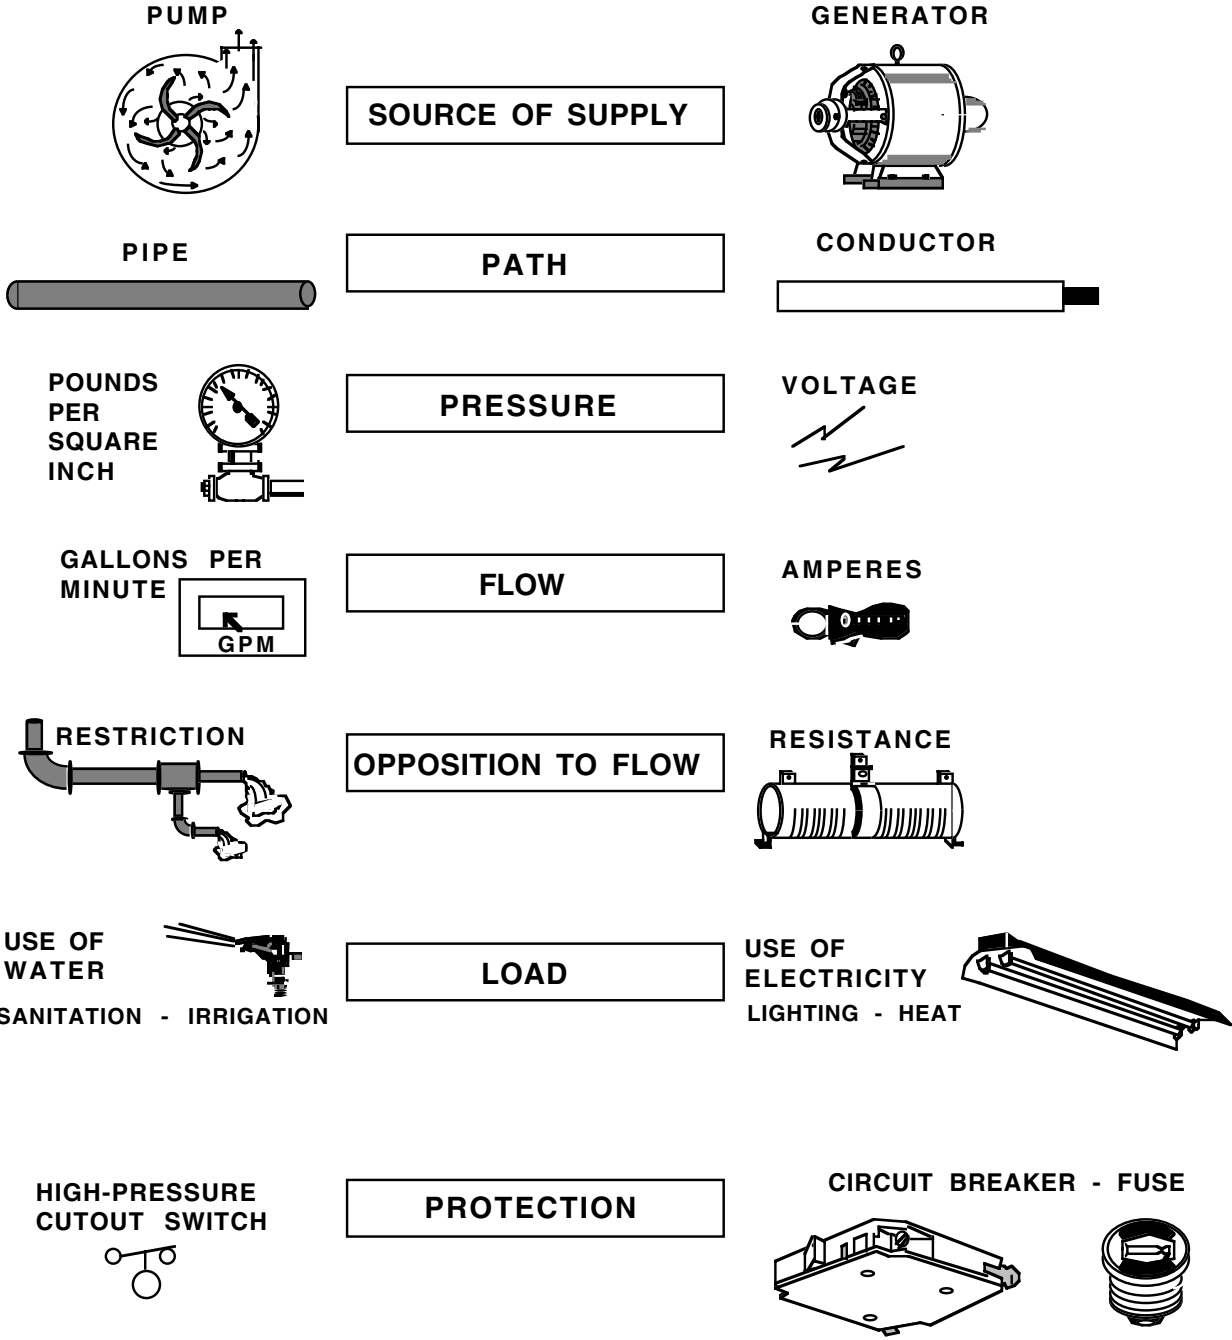 PUMP
GENERATOR
SOURCE OF SUPPLY
PIPE
PATH
CONDUCTOR
POUNDS
PER
SQUARE
INCH
PRESSURE
VOLTAGE
GALLONS PER
MINUTE
GPM
FLOW
AMPERES
RESTRICTION
OPPOSITION TO FLOW
RESISTANCE
USE OF
WATER
SANITATION - IRRIGATION
LOAD
USE OF
ELECTRICITY
LIGHTING - HEAT
HIGH-PRESSURE
CUTOUT SWITCH
PROTECTION
CIRCUIT BREAKER - FUSE